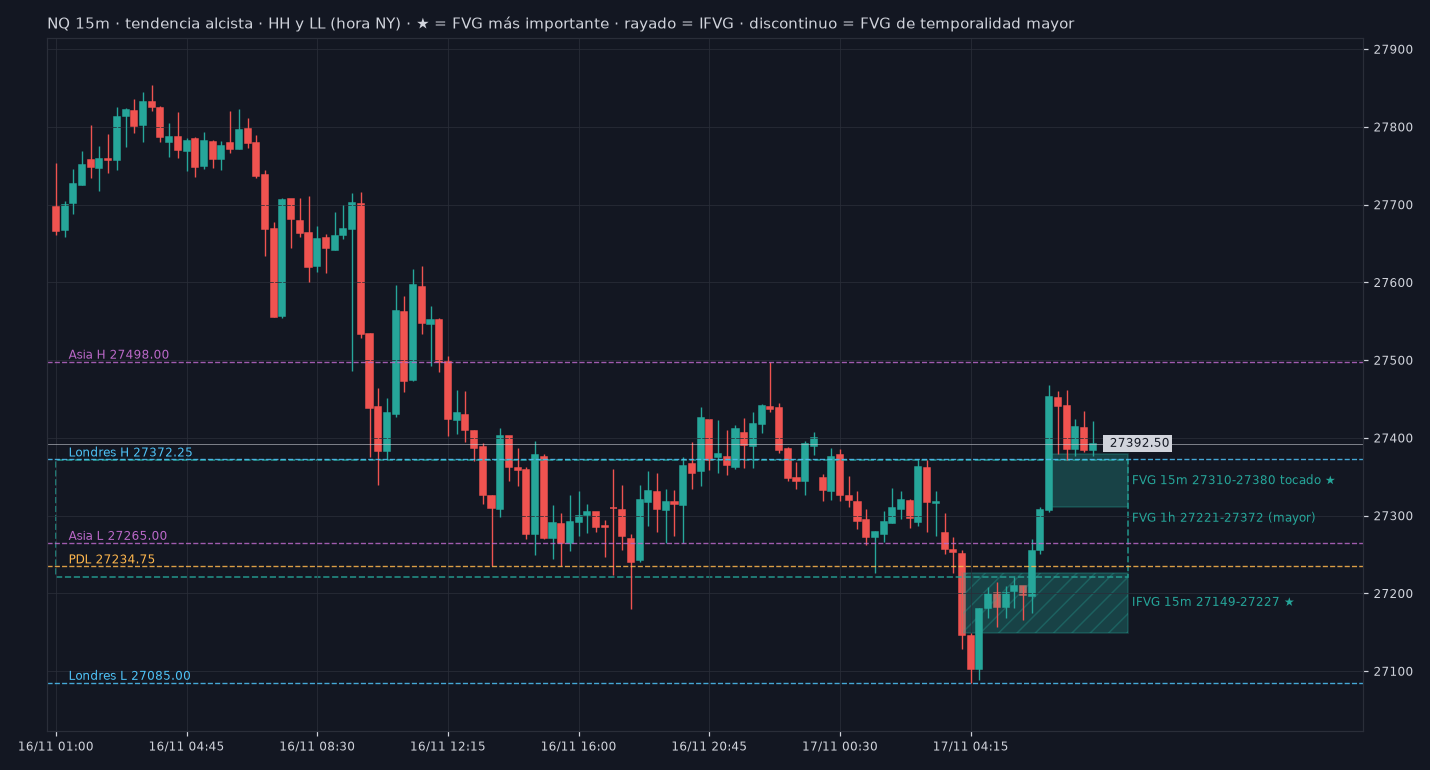 NQ 15m · tendencia alcista · HH y LL (hora NY) · ★ = FVG más importante · rayado = IFVG · discontinuo = FVG de temporalidad mayor
27900
27800
27700
27600
Asia H 27498.00
27500
27400
27392.50
Londres H 27372.25
FVG 15m 27310-27380 tocado ★
FVG 1h 27221-27372 (mayor)
27300
Asia L 27265.00
PDL 27234.75
27200
IFVG 15m 27149-27227 ★
Londres L 27085.00
27100
16/11 01:00
16/11 04:45
16/11 08:30
16/11 12:15
16/11 16:00
16/11 20:45
17/11 00:30
17/11 04:15